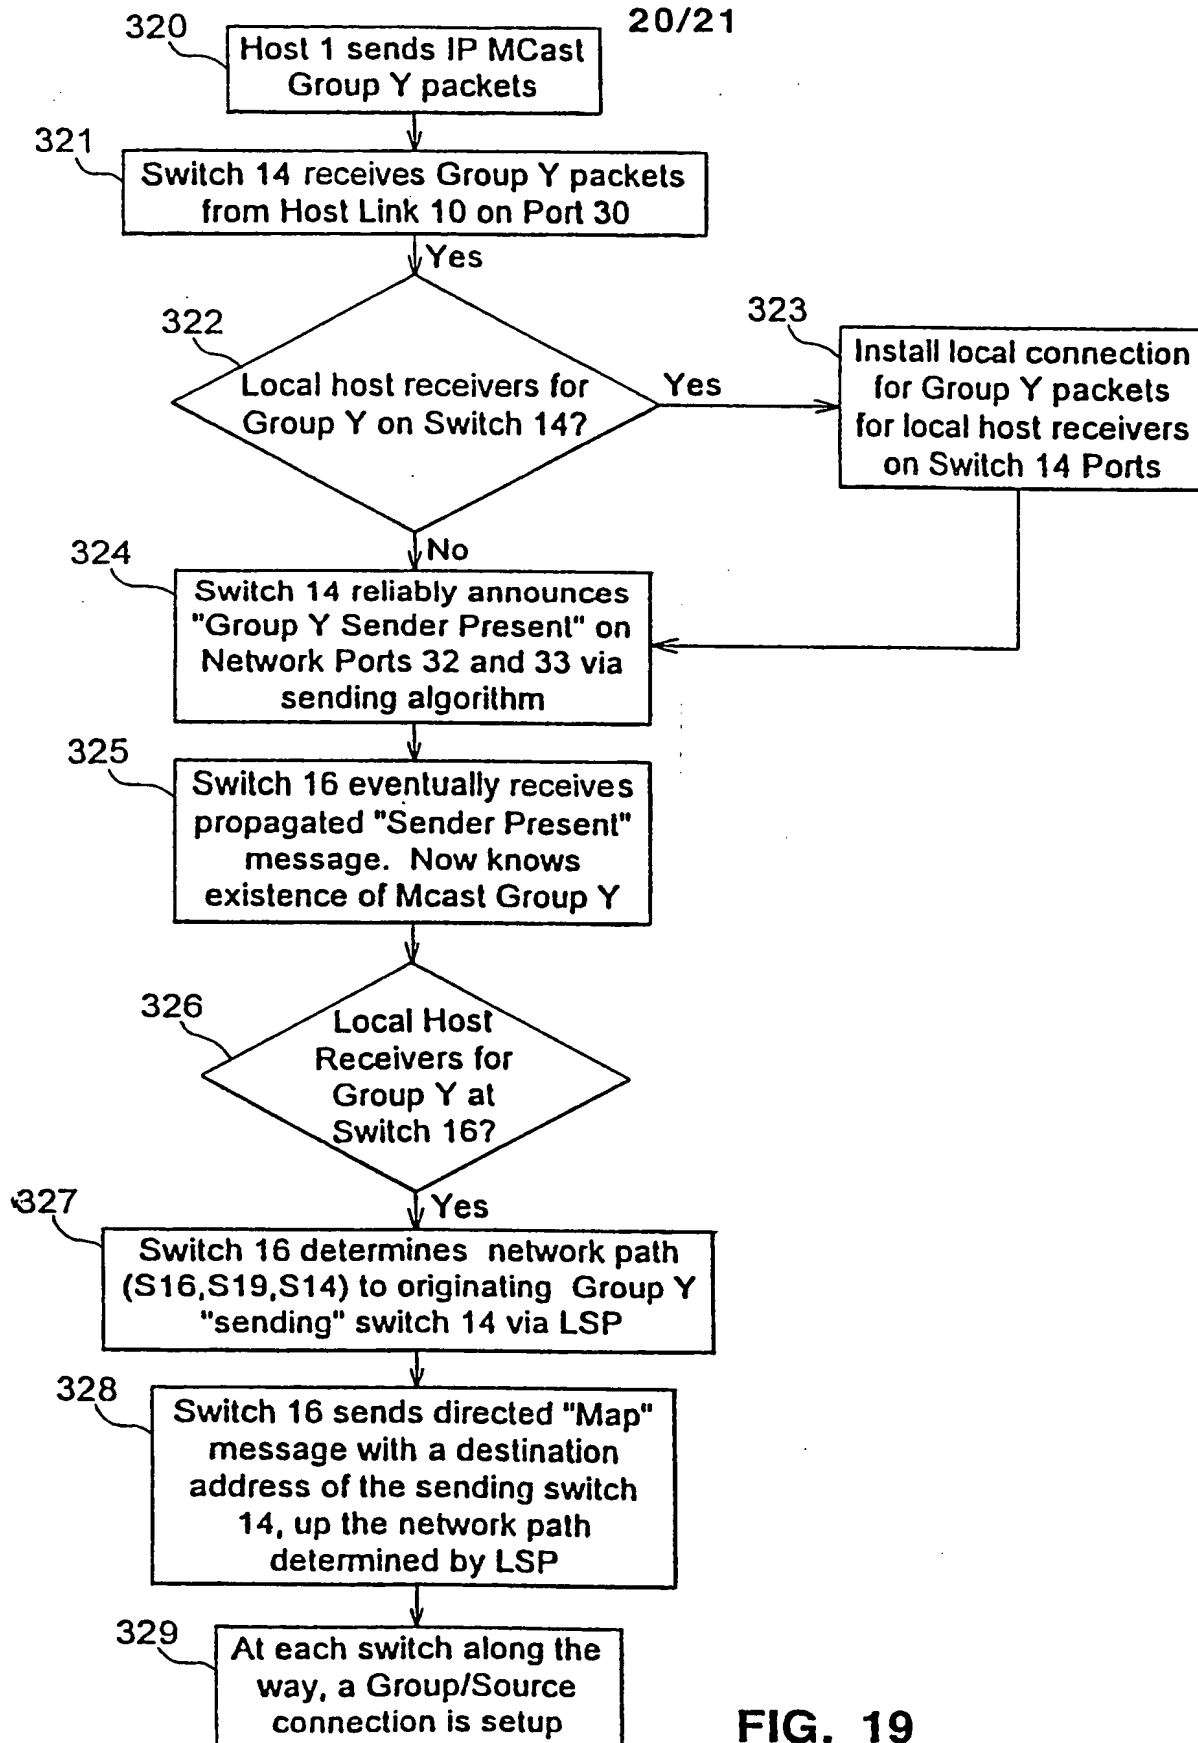 20/21
320
Host 1 sends IP MCast
Group Y packets
321
Switch 14 receives Group Y packets
from Host Link 10 on Port 30
Yes
322
Local host receivers for
Group Y on Switch 14?
Yes
323
Install local connection
for Group Y packets
for local host receivers
on Switch 14 Ports
No
324
Switch 14 reliably announces
"Group Y Sender Present" on
Network Ports 32 and 33 via
sending algorithm
325
Switch 16 eventually receives
propagated "Sender Present"
message. Now knows
existence of Mcast Group Y
326
Local Host
Receivers for
Group Y at
Switch 16?
Yes
327
Switch 16 determines network path
(S16,S19,S14) to originating Group Y
"sending" switch 14 via LSP
328
Switch 16 sends directed "Map"
message with a destination
address of the sending switch
14, up the network path
determined by LSP
329
At each switch along the
way, a Group/Source
connection is setup
FIG. 19